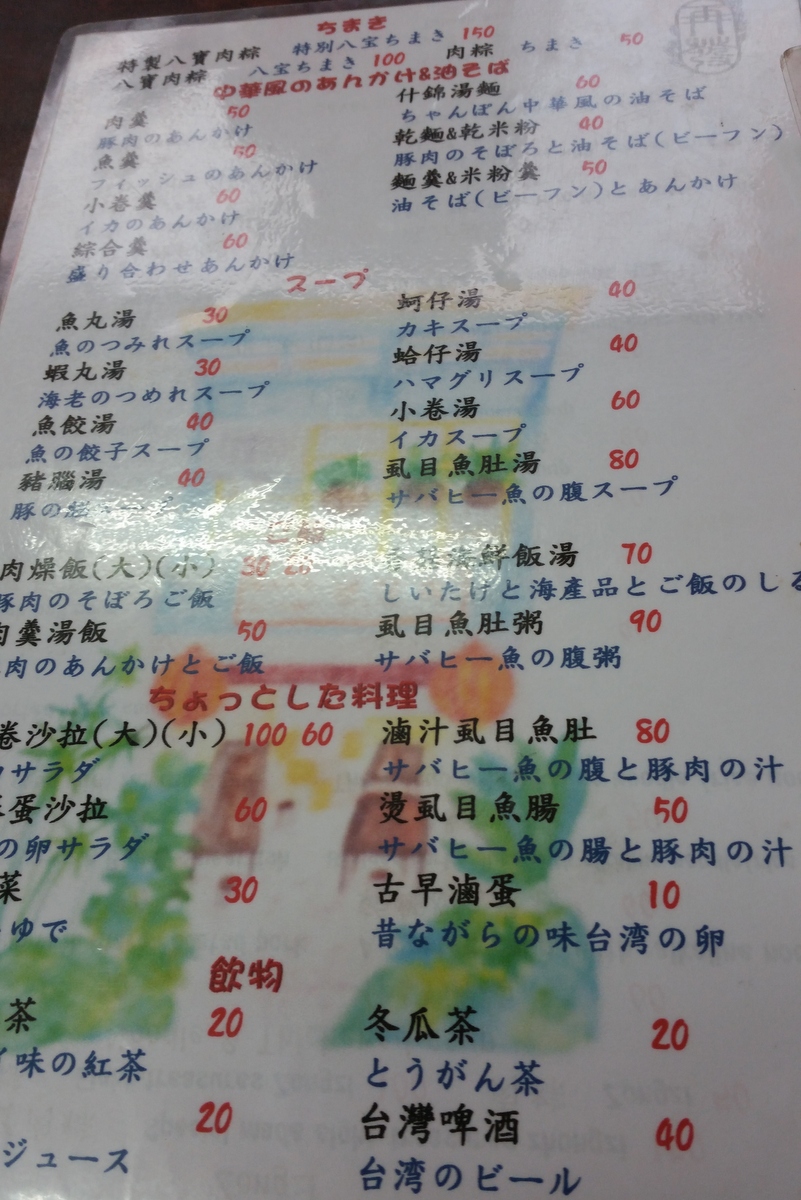 ちまき
特製八寶肉粽 特別八宝ちまき 150 肉粽 ちまき 50
八寶肉粽 八宝ちまき 100
中華風のあんかけ&油そば
肉羹 50
豚肉のあんかけ
魚羹 50
フィッシュのあんかけ
小卷羹 60
イカのあんかけ
綜合羹 60
盛り合わせあんかけ
什錦湯麵 60
ちゃんぽん中華風の油そば
乾麵&乾米粉 40
豚肉のそぼろと油そば(ビーフン)
麵羹&米粉羹 50
油そば(ビーフン)とあんかけ
スープ
魚丸湯 30
魚のつみれスープ
蝦丸湯 30
海老のつめれスープ
魚餃湯 40
魚の餃子スープ
豬腦湯 40
豚の スープ
蚵仔湯 40
カキスープ
蛤仔湯 40
ハマグリスープ
小卷湯 60
イカスープ
虱目魚肚湯 80
サバヒー魚の腹スープ
肉燥飯(大)(小) 30 20
豚肉のそぼろご飯
肉羹湯飯 50
肉のあんかけとご飯
海鮮飯湯 70
しいたけと海產品とご飯のしる
虱目魚肚粥 90
サバヒー魚の腹粥
ちょっとした料理
卷沙拉(大)(小) 100 60
サラダ
蛋沙拉 60
の卵サラダ
菜 30
ゆで
滷汁虱目魚肚 80
サバヒー魚の腹と豚肉の汁
燙虱目魚腸 50
サバヒー魚の腸と豚肉の汁
古早滷蛋 10
昔ながらの味台湾の卵
飲物
茶 20
味の紅茶
20
ジュース
冬瓜茶 20
とうがん茶
台灣啤酒 40
台湾のビール